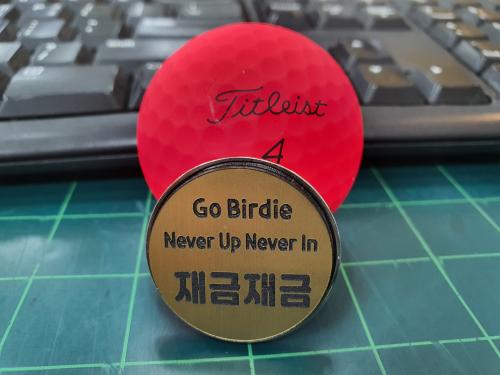 Titleist
4
Go Birdie
Never Up Never In
재금재금